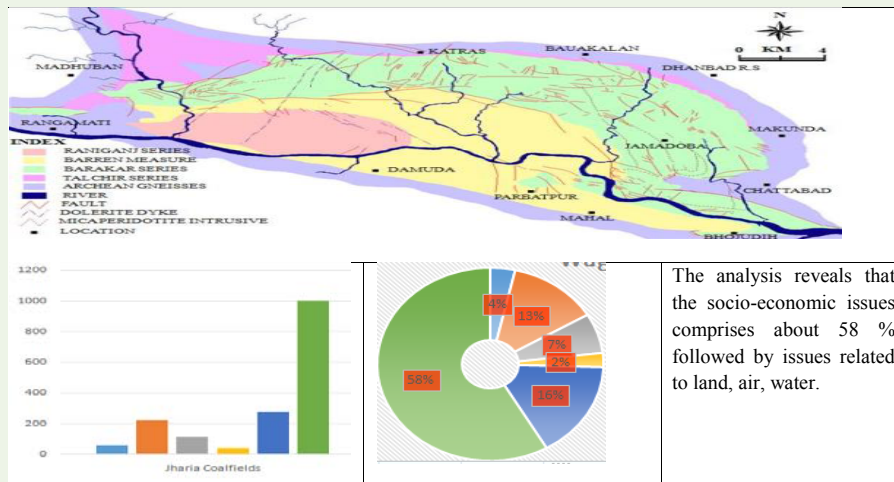 N
0 KM 4
KATRAS
BAUAKALAN
MADHUBAN
DHANBAD R.S
RANGAMATI
MAKUNDA
JAMADOBA
INDEX
RANIGANJ SERIES
BARREN MEASURE
BARAKAR SERIES
TALCHIR SERIES
ARCHEAN GNEISSES
RIVER
FAULT
DOLERITE DYKE
MICAPERIDOTITE INTRUSIVE
LOCATION
DAMUDA
PARBATPUR
CHATTABAD
MAHAL
BHOJUDIH
1200
1000
800
600
400
200
0
Jharia Coalfields
4%
13%
7%
2%
16%
58%
The analysis reveals that
the socio-economic issues
comprises about 58 %
followed by issues related
to land, air, water.